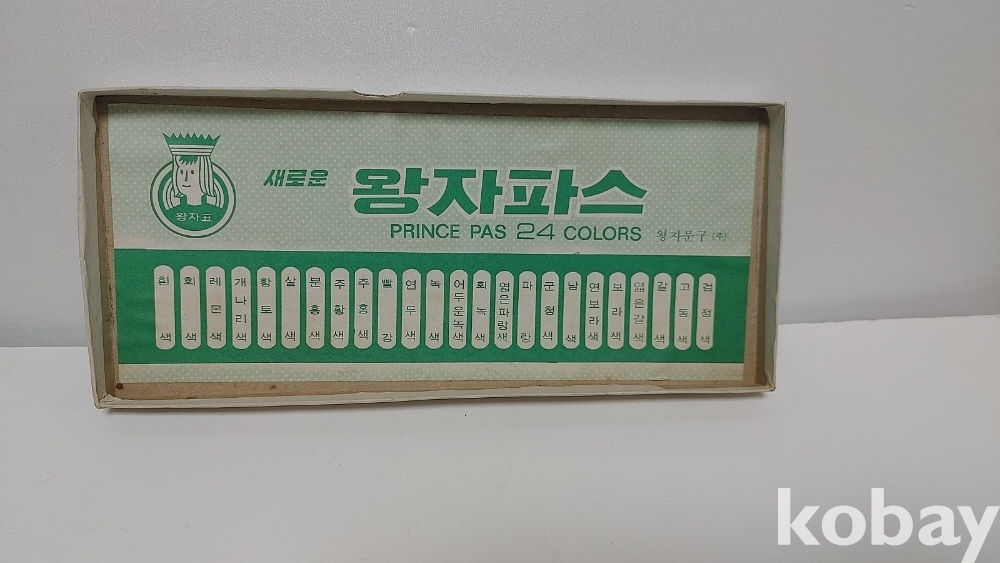 왕자표
새로운 왕자파스
PRINCE PAS 24 COLORS 왕자문구 (주)
흰색
회색
레몬색
개나리색
황토색
살색
분홍색
주황색
주홍색
빨강
연두색
녹색
어두운녹색
회녹색
엷은파랑색
파랑
군청색
남색
연보라색
보라색
엷은갈색
갈색
고동색
검정색
kobay